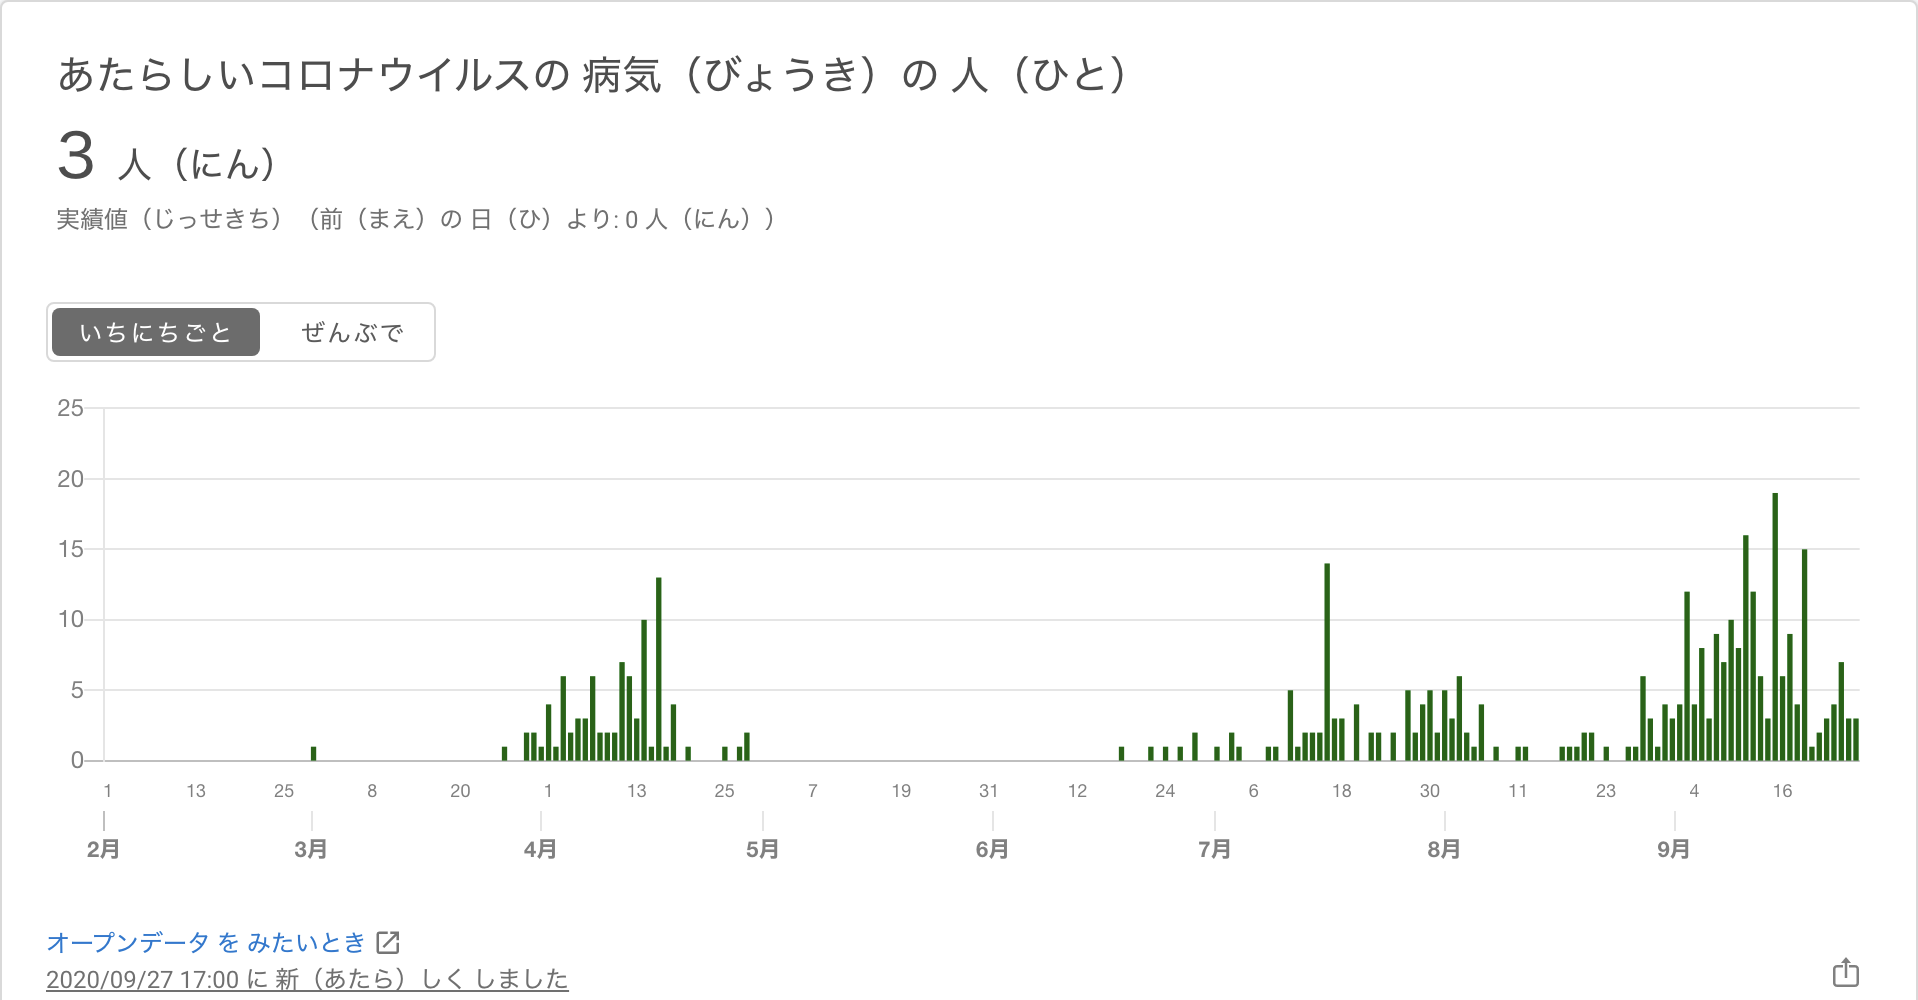 あたらしいコロナウイルスの 病気（びょうき）の 人（ひと）
3 人（にん）
実績値（じっせきち）（前（まえ）の 日（ひ）より: 0 人（にん））
いちにちごと ぜんぶで
25
20
15
10
5
0
1 13 25 8 20 1 13 25 7 19 31 12 24 6 18 30 11 23 4 16
2月 3月 4月 5月 6月 7月 8月 9月
オープンデータ を みたいとき
2020/09/27 17:00 に 新（あたら）しく しました